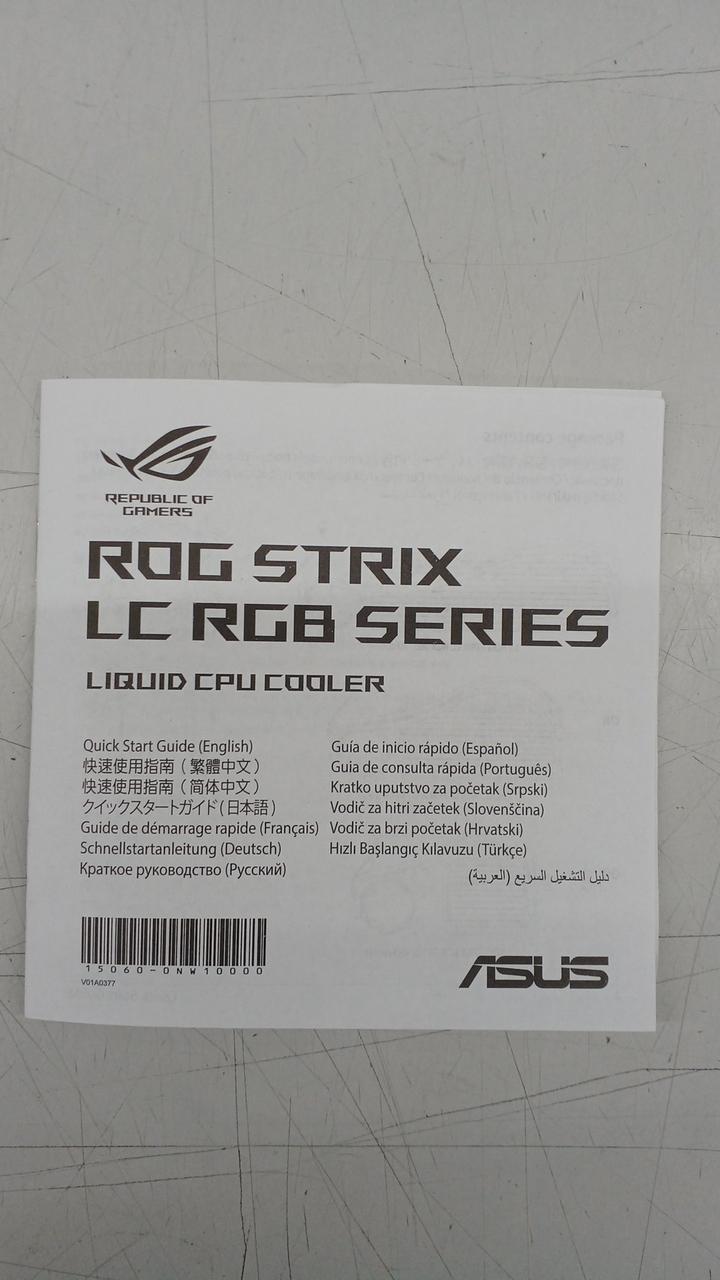 REPUBLIC OF
GAMERS
ROG STRIX
LC RGB SERIES
LIQUID CPU COOLER
Quick Start Guide (English)
快速使用指南（繁體中文）
快速使用指南（简体中文）
クイックスタートガイド(日本語)
Guide de démarrage rapide (Français)
Schnellstartanleitung (Deutsch)
Краткое руководство (Русский)
Guía de inicio rápido (Español)
Guia de consulta rápida (Português)
Kratko uputstvo za početak (Srpski)
Vodič za hitri začetek (Slovenščina)
Vodič za brzi početak (Hrvatski)
Hızlı Başlangıç Kılavuzu (Türkçe)
دليل التشغيل السريع (العربية)
15060-0NW10000
V01A0377
ASUS